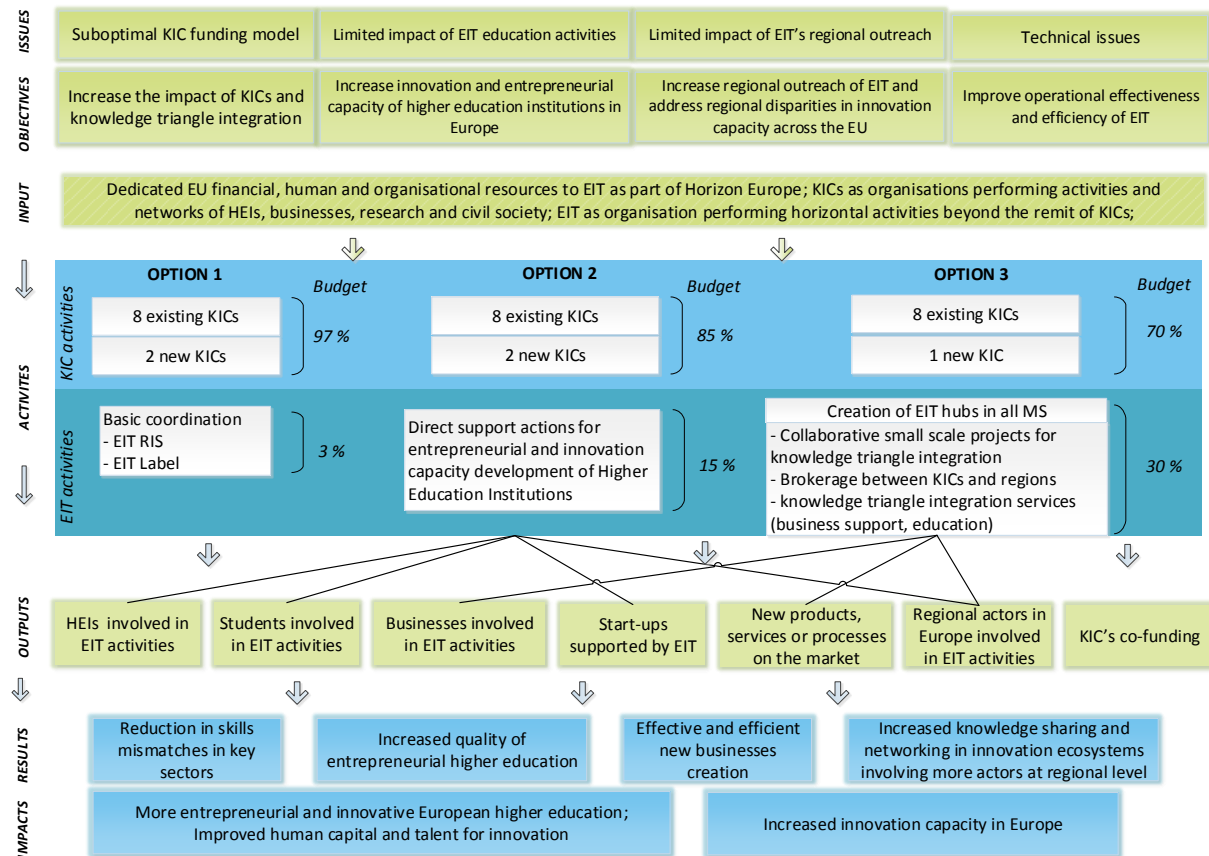 ISSUES
Suboptimal KIC funding model
Limited impact of EIT education activities
Limited impact of EIT's regional outreach
Technical issues
OBJECTIVES
Increase the impact of KICs and
knowledge triangle integration
Increase innovation and entrepreneurial
capacity of higher education institutions in
Europe
Increase regional outreach of EIT and
address regional disparities in innovation
capacity across the EU
Improve operational effectiveness
and efficiency of EIT
INPUT
Dedicated EU financial, human and organisational resources to EIT as part of Horizon Europe; KICs as organisations performing activities and
networks of HEIs, businesses, research and civil society; EIT as organisation performing horizontal activities beyond the remit of KICs;
ACTIVITES
KIC activities
OPTION 1
Budget
8 existing KICs
2 new KICs
97 %
OPTION 2
Budget
8 existing KICs
2 new KICs
85 %
OPTION 3
Budget
8 existing KICs
1 new KIC
70 %
EIT activities
Basic coordination
- EIT RIS
- EIT Label
3 %
Direct support actions for
entrepreneurial and innovation
capacity development of Higher
Education Institutions
15 %
Creation of EIT hubs in all MS
- Collaborative small scale projects for
knowledge triangle integration
- Brokerage between KICs and regions
- knowledge triangle integration services
(business support, education)
30 %
OUTPUTS
HEIs involved in
EIT activities
Students involved
in EIT activities
Businesses involved
in EIT activities
Start-ups
supported by EIT
New products,
services or processes
on the market
Regional actors in
Europe involved
in EIT activities
KIC's co-funding
RESULTS
Reduction in skills
mismatches in key
sectors
Increased quality of
entrepreneurial higher education
Effective and efficient
new businesses
creation
Increased knowledge sharing and
networking in innovation ecosystems
involving more actors at regional level
IMPACTS
More entrepreneurial and innovative European higher education;
Improved human capital and talent for innovation
Increased innovation capacity in Europe